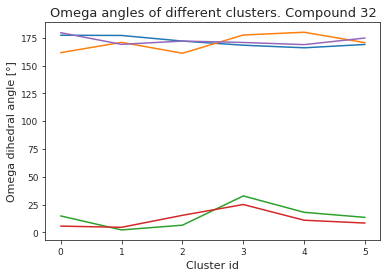 Omega angles of different clusters. Compound 32
Omega dihedral angle [°]
175
150
125
100
75
50
25
0
0 1 2 3 4 5
Cluster id